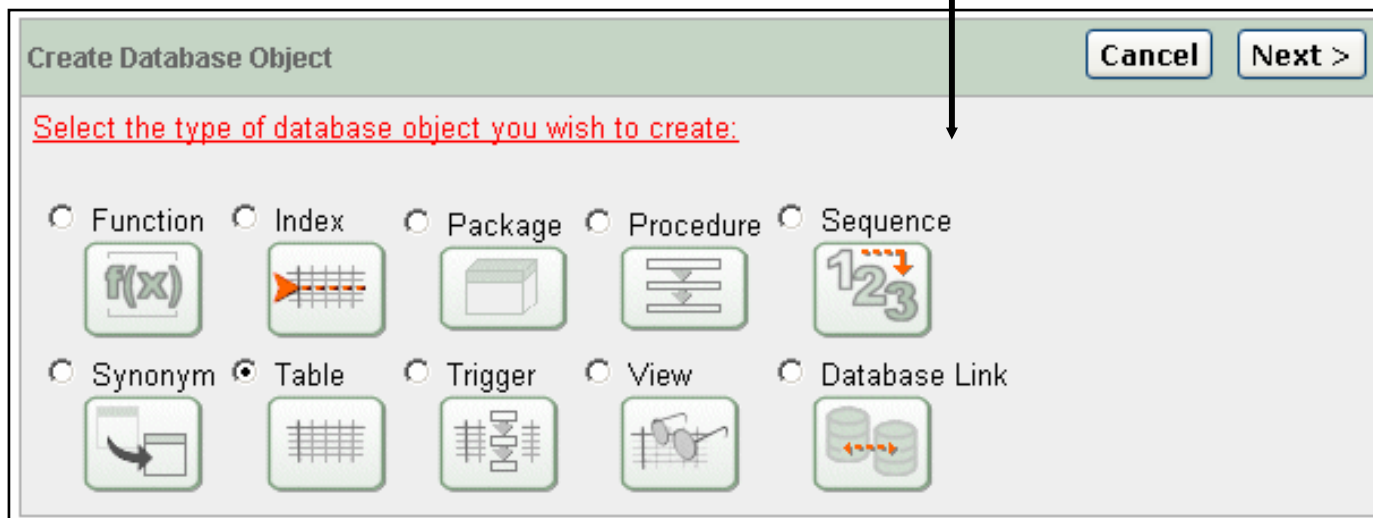 Create Database Object
Cancel
Next >
Select the type of database object you wish to create:
Function Index Package Procedure Sequence
f(x)
123
Synonym Table Trigger View Database Link